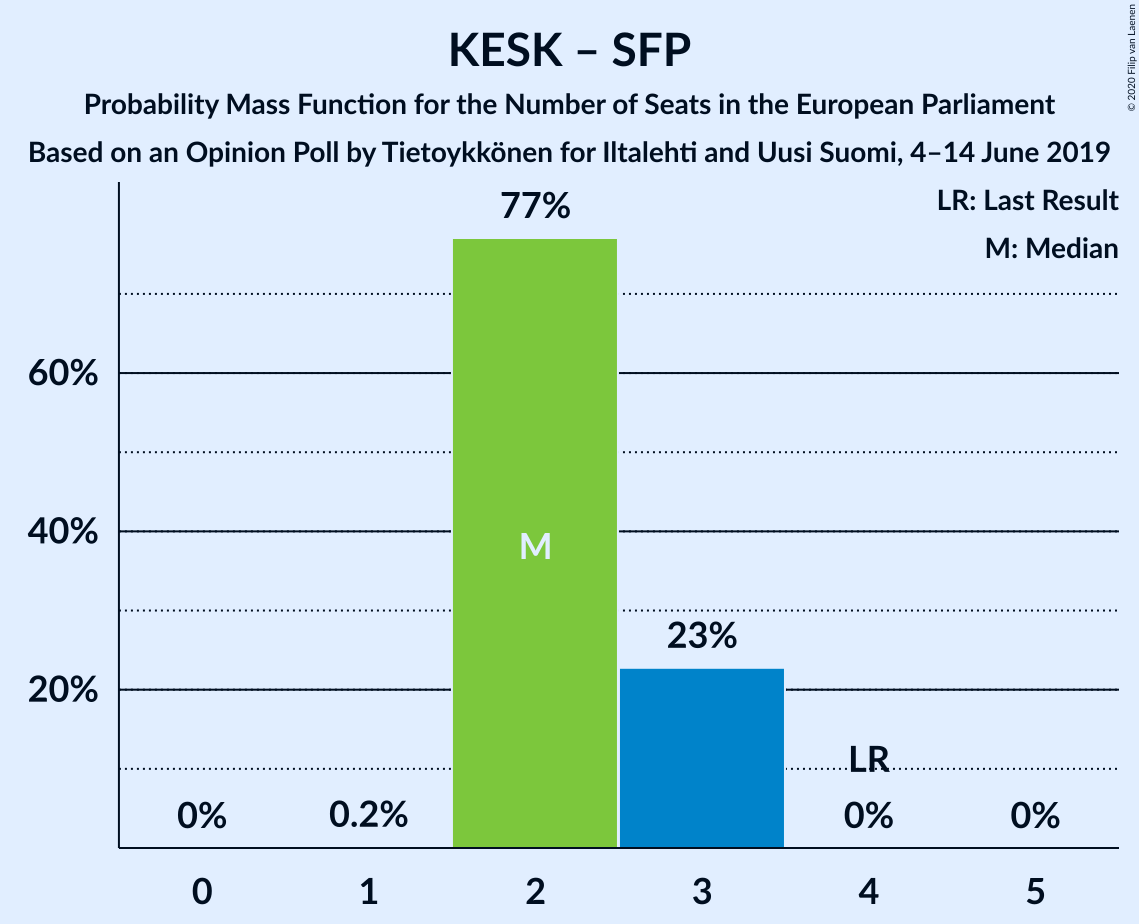 KESK – SFP
Probability Mass Function for the Number of Seats in the European Parliament
Based on an Opinion Poll by Tietoykkönen for Iltalehti and Uusi Suomi, 4–14 June 2019
© 2020 Filip van Laenen
LR: Last Result
M: Median
77%
60%
40%
M
23%
20%
LR
0%
0.2%
0%
0%
0 1 2 3 4 5